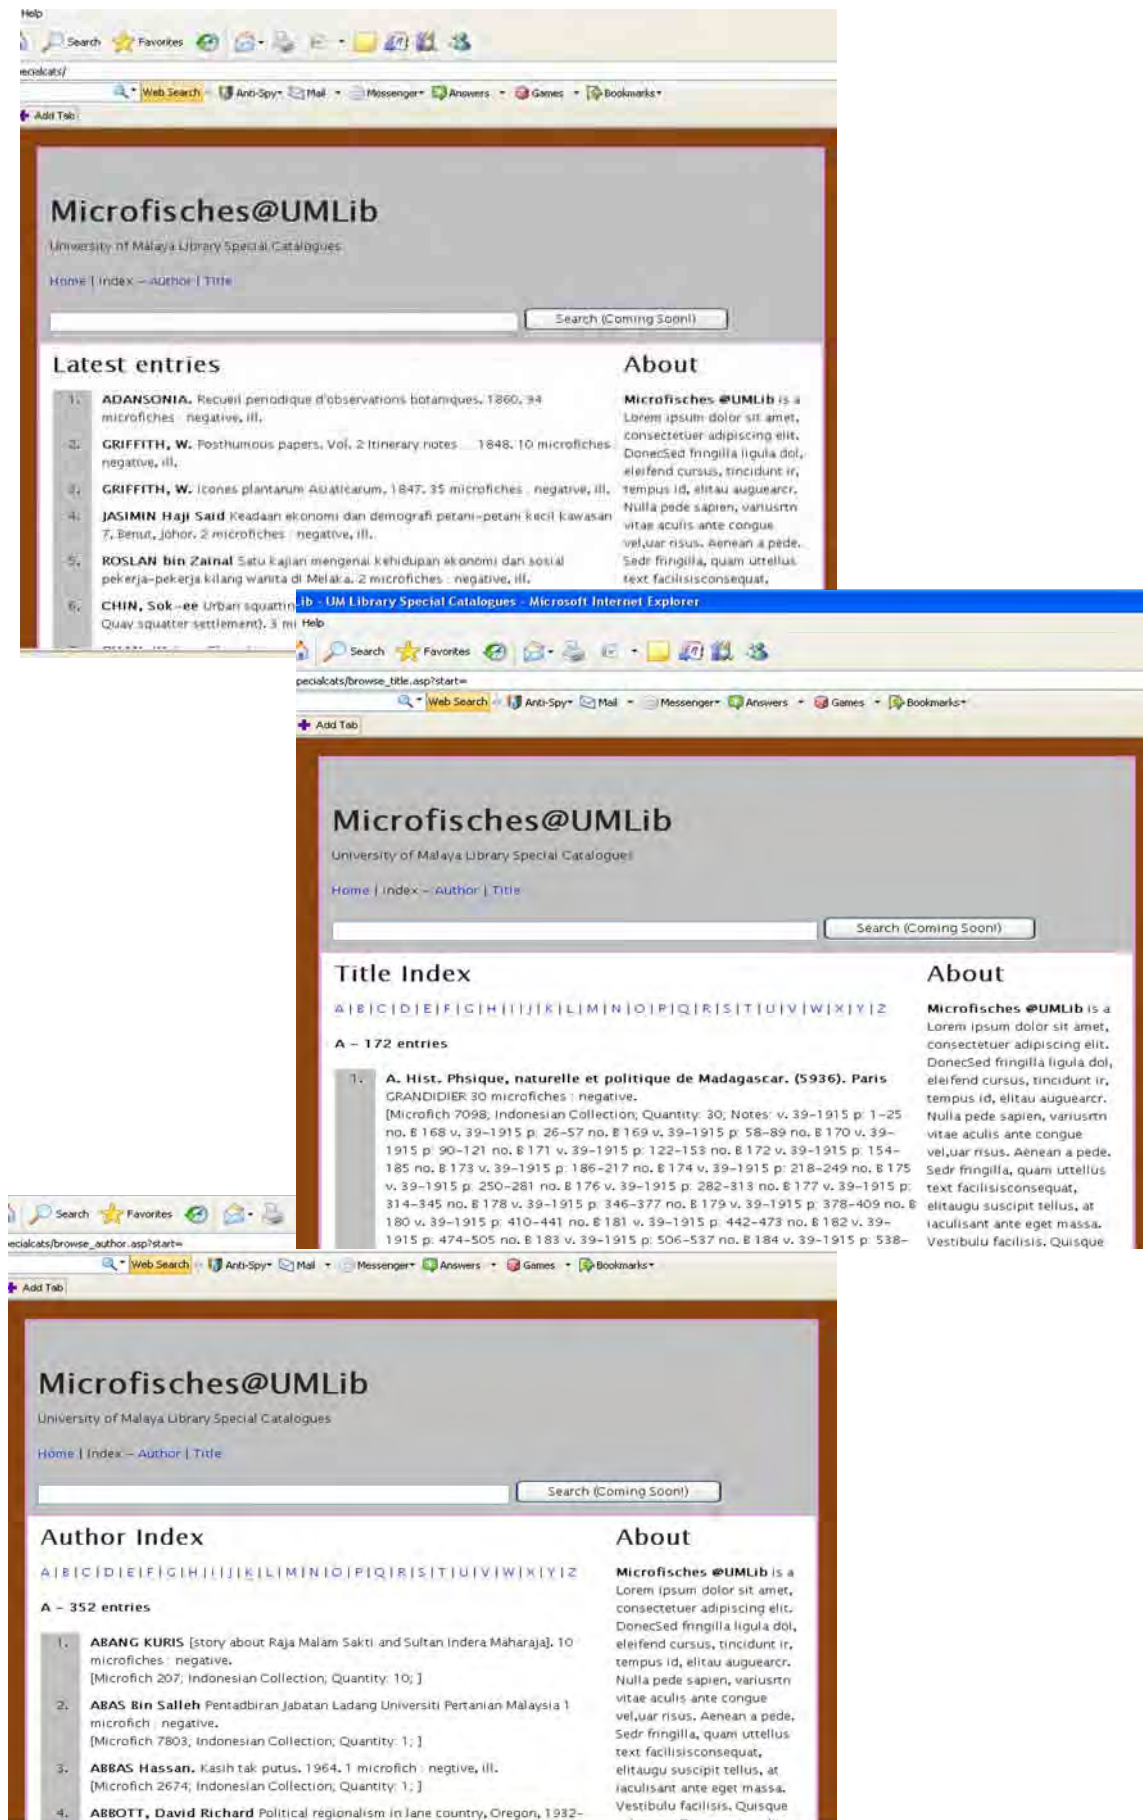 Help
Search Favorites
ecialcats/
Web Search Anti-Spy Mail Messenger Answers Games Bookmarks
Add Tab
Microfisches@UMLib
University of Malaya Library Special Catalogues
Home | Index – Author | Title
Search (Coming Soon!)
Latest entries
1. ADANSONIA. Recueil periodique d'observations botaniques. 1860. 94
microfiches : negative, ill.
2. GRIFFITH, W. Posthumous papers. Vol. 2 Itinerary notes ... 1848. 10 microfiches
negative, ill.
3. GRIFFITH, W. Icones plantarum Asiaticarum. 1847. 35 microfiches : negative, ill.
4. JASIMIN Haji Said Keadaan ekonomi dan demografi petani-petani kecil kawasan
7, Benut, Johor. 2 microfiches : negative, ill.
5. ROSLAN bin Zainal Satu kajian mengenai kehidupan ekonomi dan sosial
pekerja-pekerja kilang wanita di Melaka. 2 microfiches : negative, ill.
6. CHIN, Sok-ee Urban squattin
Quay squatter settlement). 3 mi
About
Microfisches @UMLib is a
Lorem ipsum dolor sit amet,
consectetuer adipiscing elit.
DonecSed fringilla ligula dol,
eleifend cursus, tincidunt ir,
tempus id, elitau auguearcr.
Nulla pede sapien, variusrtn
vitae aculis ante congue
vel,uar risus. Aenean a pede.
Sedr fringilla, quam uttellus
text facilisisconsequat,
ib - UM Library Special Catalogues - Microsoft Internet Explorer
Help
Search Favorites
pecialcats/browse_title.asp?start=
Web Search Anti-Spy Mail Messenger Answers Games Bookmarks
Add Tab
Microfisches@UMLib
University of Malaya Library Special Catalogues
Home | Index – Author | Title
Search (Coming Soon!)
Title Index
A | B | C | D | E | F | G | H | I | J | K | L | M | N | O | P | Q | R | S | T | U | V | W | X | Y | Z
A – 172 entries
1. A. Hist. Phsique, naturelle et politique de Madagascar. (5936). Paris
GRANDIDIER 30 microfiches : negative.
[Microfich 7098; Indonesian Collection; Quantity: 30; Notes: v. 39-1915 p: 1-25
no. E 168 v. 39-1915 p: 26-57 no. E 169 v. 39-1915 p: 58-89 no. E 170 v. 39-
1915 p: 90-121 no. E 171 v. 39-1915 p: 122-153 no. E 172 v. 39-1915 p: 154-
185 no. E 173 v. 39-1915 p: 186-217 no. E 174 v. 39-1915 p: 218-249 no. E 175
v. 39-1915 p: 250-281 no. E 176 v. 39-1915 p: 282-313 no. E 177 v. 39-1915 p:
314-345 no. E 178 v. 39-1915 p: 346-377 no. E 179 v. 39-1915 p: 378-409 no. E
180 v. 39-1915 p: 410-441 no. E 181 v. 39-1915 p: 442-473 no. E 182 v. 39-
1915 p: 474-505 no. E 183 v. 39-1915 p: 506-537 no. E 184 v. 39-1915 p: 538-
About
Microfisches @UMLib is a
Lorem ipsum dolor sit amet,
consectetuer adipiscing elit.
DonecSed fringilla ligula dol,
eleifend cursus, tincidunt ir,
tempus id, elitau auguearcr.
Nulla pede sapien, variusrtn
vitae aculis ante congue
vel,uar risus. Aenean a pede.
Sedr fringilla, quam uttellus
text facilisisconsequat,
elitaugu suscipit tellus, at
iaculisant ante eget massa.
Vestibulu facilisis. Quisque
Search Favorites
ecialcats/browse_author.asp?start=
Web Search Anti-Spy Mail Messenger Answers Games Bookmarks
Add Tab
Microfisches@UMLib
University of Malaya Library Special Catalogues
Home | Index – Author | Title
Search (Coming Soon!)
Author Index
A | B | C | D | E | F | G | H | I | J | K | L | M | N | O | P | Q | R | S | T | U | V | W | X | Y | Z
A – 352 entries
1. ABANG KURIS [story about Raja Malam Sakti and Sultan Indera Maharaja]. 10
microfiches : negative.
[Microfich 207; Indonesian Collection; Quantity: 10; ]
2. ABAS Bin Salleh Pentadbiran Jabatan Ladang Universiti Pertanian Malaysia 1
microfich : negative.
[Microfich 7803; Indonesian Collection; Quantity: 1; ]
3. ABBAS Hassan. Kasih tak putus. 1964. 1 microfich : negtive, ill.
[Microfich 2674; Indonesian Collection; Quantity: 1; ]
4. ABBOTT, David Richard Political regionalism in lane country, Oregon, 1932-
About
Microfisches @UMLib is a
Lorem ipsum dolor sit amet,
consectetuer adipiscing elit.
DonecSed fringilla ligula dol,
eleifend cursus, tincidunt ir,
tempus id, elitau auguearcr.
Nulla pede sapien, variusrtn
vitae aculis ante congue
vel,uar risus. Aenean a pede.
Sedr fringilla, quam uttellus
text facilisisconsequat,
elitaugu suscipit tellus, at
iaculisant ante eget massa.
Vestibulu facilisis. Quisque